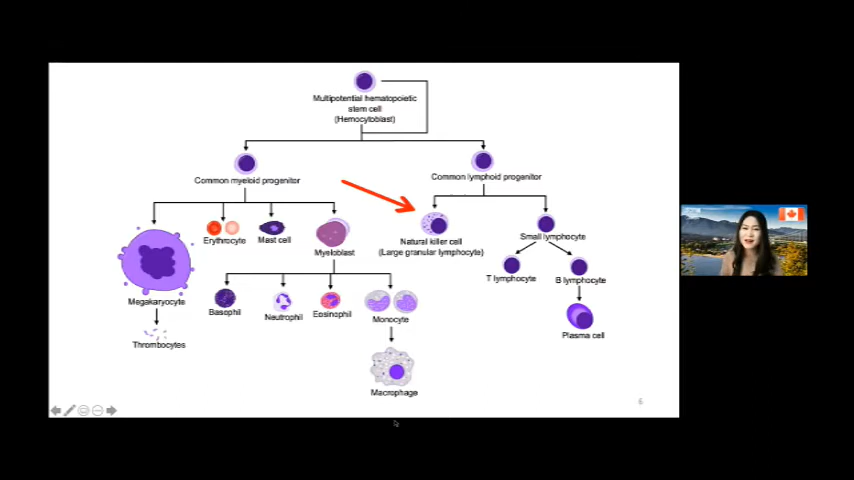 Multipotential hematopoietic
stem cell
(Hemocytoblast)
Common myeloid progenitor
Common lymphoid progenitor
Erythrocyte
Mast cell
Myeloblast
Natural killer cell
(Large granular lymphocyte)
Small lymphocyte
T lymphocyte
B lymphocyte
Megakaryocyte
Basophil
Neutrophil
Eosinophil
Monocyte
Plasma cell
Thrombocytes
Macrophage
6